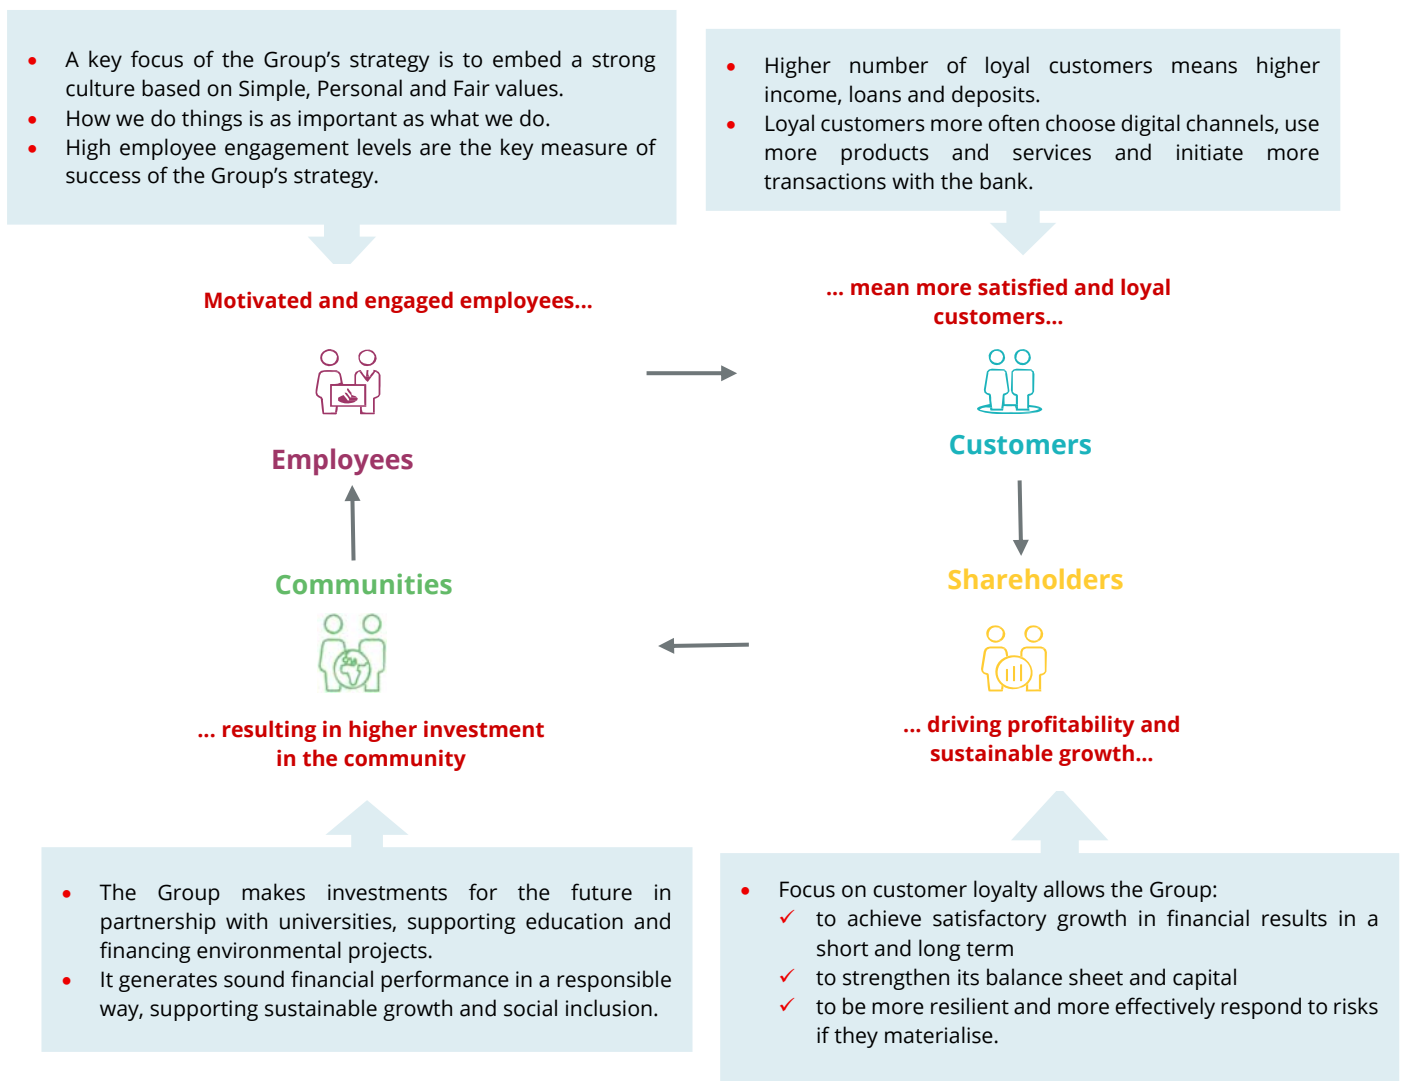 A key focus of the Group's strategy is to embed a strong
culture based on Simple, Personal and Fair values.
How we do things is as important as what we do.
High employee engagement levels are the key measure of
success of the Group's strategy.
Higher number of loyal customers means higher
income, loans and deposits.
Loyal customers more often choose digital channels, use
more products and services and initiate more
transactions with the bank.
Motivated and engaged employees...
... mean more satisfied and loyal
customers...
Employees
Customers
Communities
Shareholders
... resulting in higher investment
in the community
... driving profitability and
sustainable growth...
The Group makes investments for the future in
partnership with universities, supporting education and
financing environmental projects.
It generates sound financial performance in a responsible
way, supporting sustainable growth and social inclusion.
Focus on customer loyalty allows the Group:
to achieve satisfactory growth in financial results in a
short and long term
to strengthen its balance sheet and capital
to be more resilient and more effectively respond to risks
if they materialise.